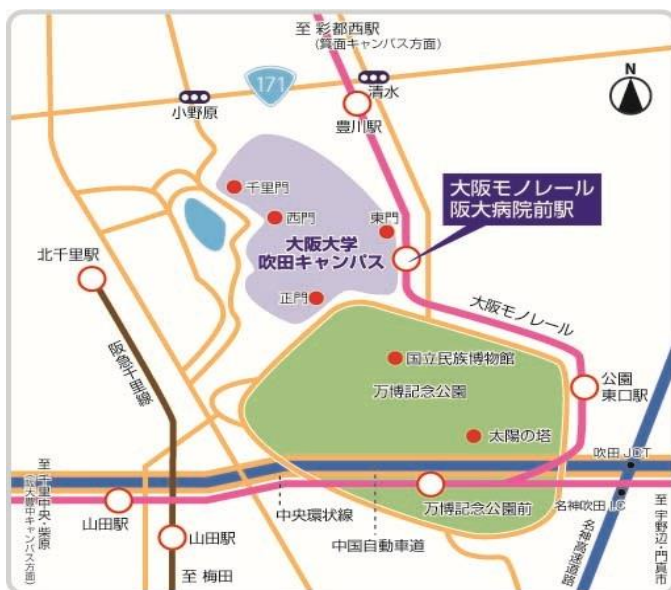 至 彩都西駅
(箕面キャンパス方面)
N
171
清水
小野原
豊川駅
大阪モノレール
阪大病院前駅
千里門
西門
東門
大阪大学
吹田キャンパス
北千里駅
正門
大阪モノレール
阪急千里線
国立民族博物館
万博記念公園
公園
東口駅
太陽の塔
吹田 JCT
至 千里中央・柴原
(阪大豊中キャンパス方面)
山田駅
山田駅
中央環状線
中国自動車道
万博記念公園前
名神吹田 I.C
名神高速道路
至 宇野辺・門真市
至 梅田